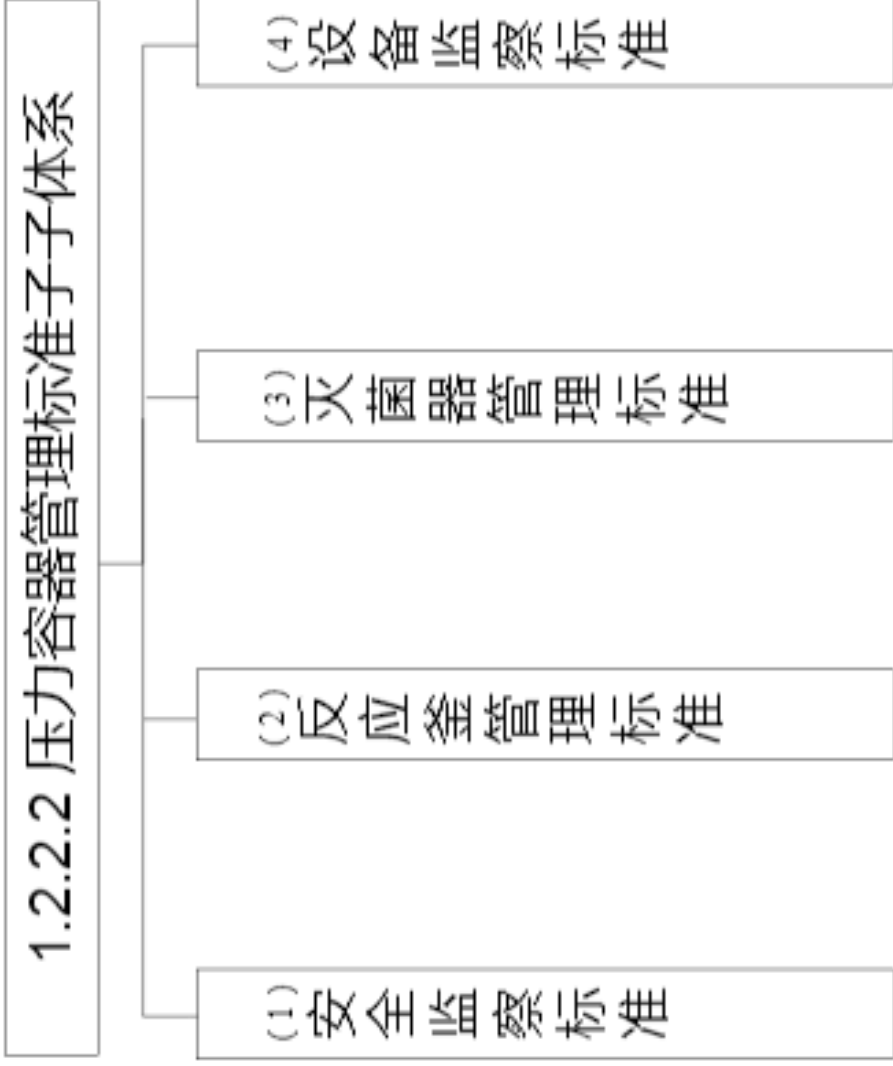 1.2.2.2 压力容器管理标准子子体系
(1)安全监察标准
(2)反应釜管理标准
(3)灭菌器管理标准
(4)设备监察标准